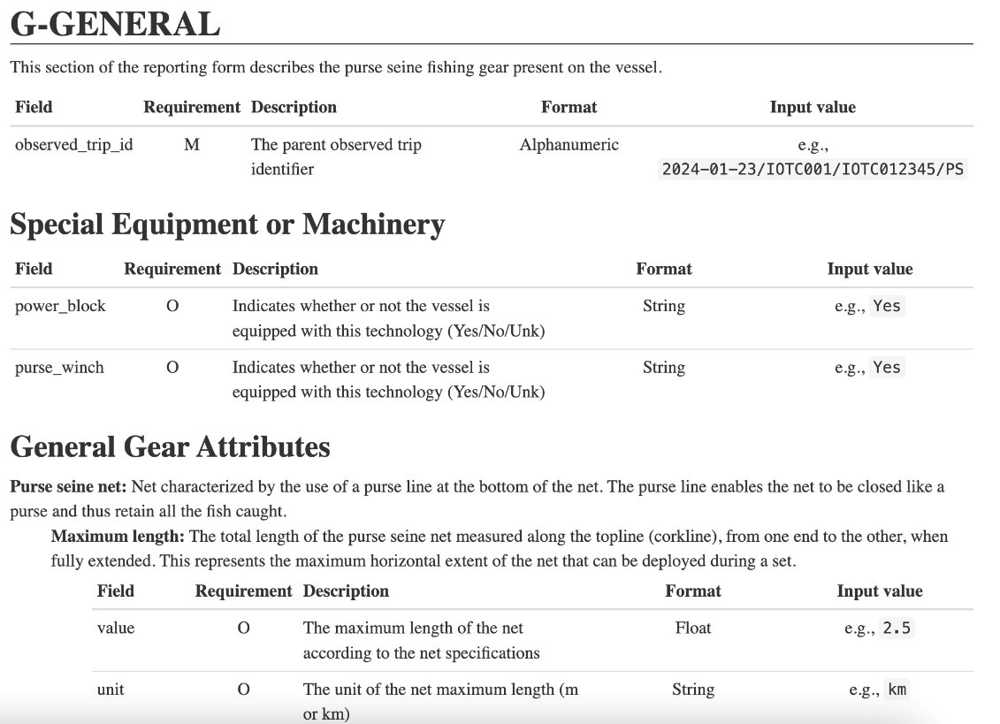 G-GENERAL
This section of the reporting form describes the purse seine fishing gear present on the vessel.
Field Requirement Description Format Input value
observed_trip_id M The parent observed trip Alphanumeric e.g.,
identifier 2024-01-23/IOTC001/IOTC012345/PS
Special Equipment or Machinery
Field Requirement Description Format Input value
power_block O Indicates whether or not the vessel is String e.g., Yes
equipped with this technology (Yes/No/Unk)
purse_winch O Indicates whether or not the vessel is String e.g., Yes
equipped with this technology (Yes/No/Unk)
General Gear Attributes
Purse seine net: Net characterized by the use of a purse line at the bottom of the net. The purse line enables the net to be closed like a
purse and thus retain all the fish caught.
Maximum length: The total length of the purse seine net measured along the topline (corkline), from one end to the other, when
fully extended. This represents the maximum horizontal extent of the net that can be deployed during a set.
Field Requirement Description Format Input value
value O The maximum length of the net Float e.g., 2.5
according to the net specifications
unit O The unit of the net maximum length (m String e.g., km
or km)